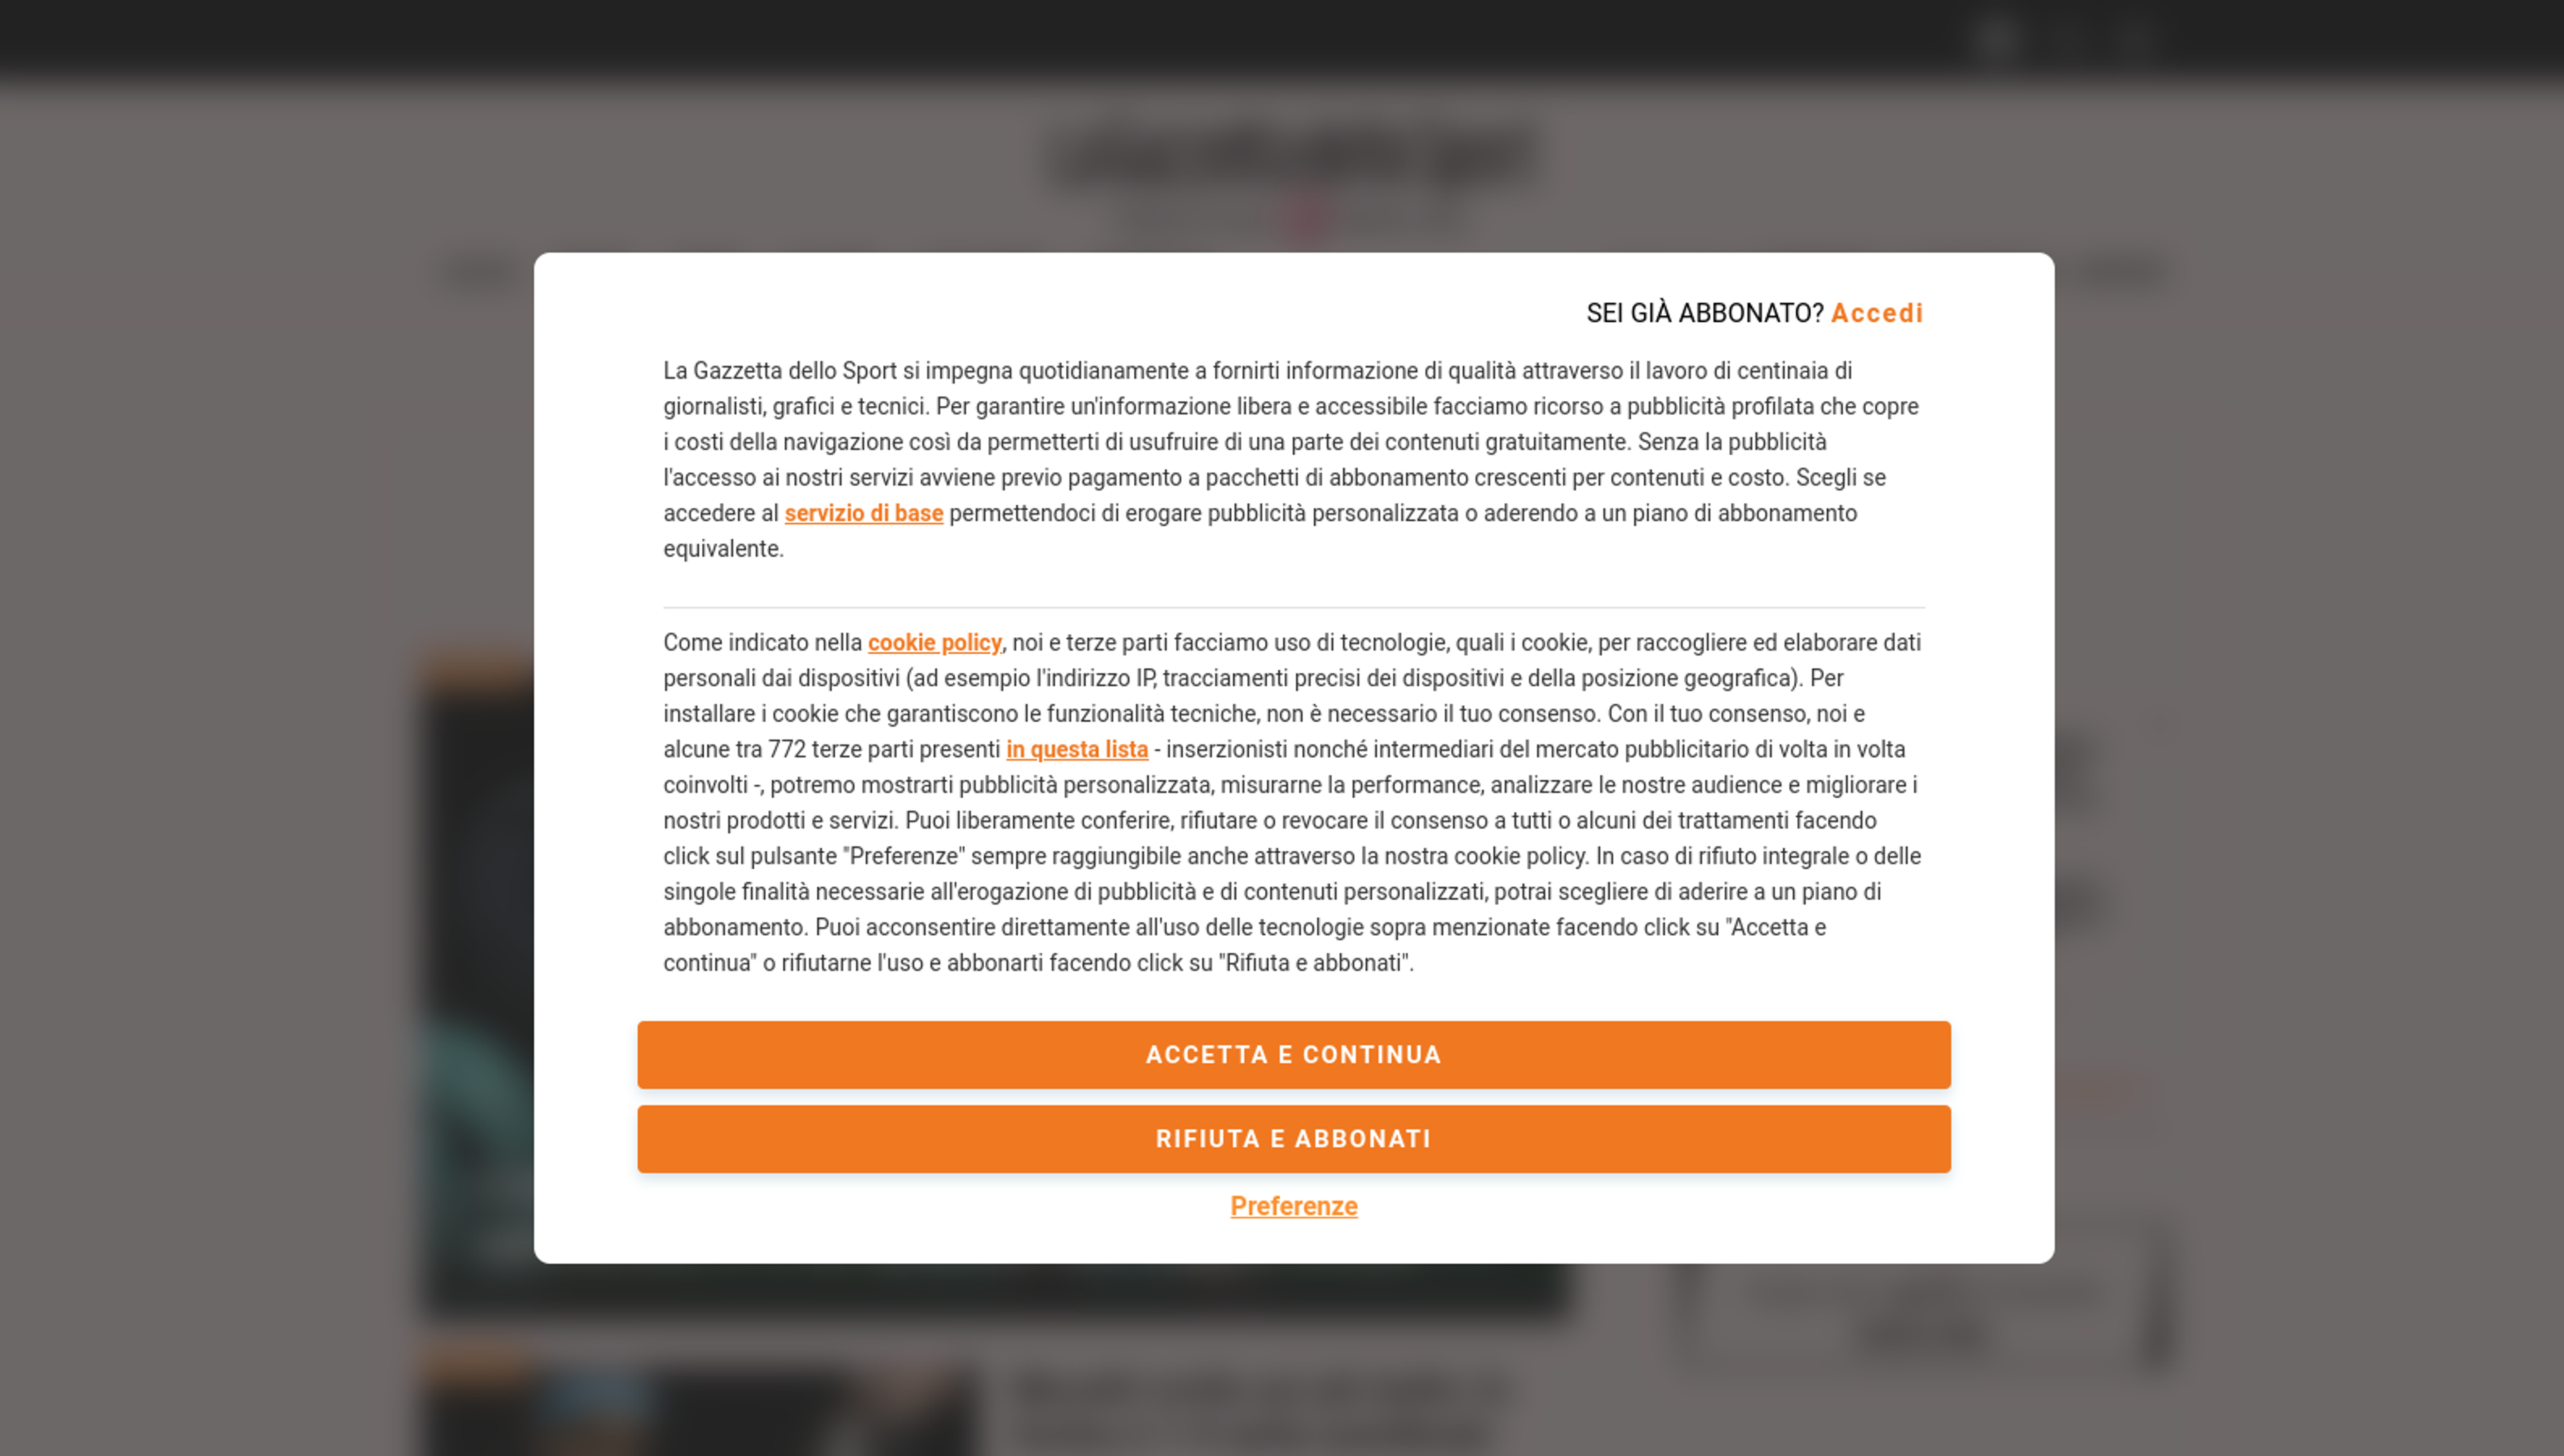 SEI GIÀ ABBONATO? Accedi
La Gazzetta dello Sport si impegna quotidianamente a fornirti informazione di qualità attraverso il lavoro di centinaia di
giornalisti, grafici e tecnici. Per garantire un'informazione libera e accessibile facciamo ricorso a pubblicità profilata che copre
i costi della navigazione così da permetterti di usufruire di una parte dei contenuti gratuitamente. Senza la pubblicità
l'accesso ai nostri servizi avviene previo pagamento a pacchetti di abbonamento crescenti per contenuti e costo. Scegli se
accedere al servizio di base permettendoci di erogare pubblicità personalizzata o aderendo a un piano di abbonamento
equivalente.
Come indicato nella cookie policy, noi e terze parti facciamo uso di tecnologie, quali i cookie, per raccogliere ed elaborare dati
personali dai dispositivi (ad esempio l'indirizzo IP, tracciamenti precisi dei dispositivi e della posizione geografica). Per
installare i cookie che garantiscono le funzionalità tecniche, non è necessario il tuo consenso. Con il tuo consenso, noi e
alcune tra 772 terze parti presenti in questa lista - inserzionisti nonché intermediari del mercato pubblicitario di volta in volta
coinvolti -, potremo mostrarti pubblicità personalizzata, misurarne la performance, analizzare le nostre audience e migliorare i
nostri prodotti e servizi. Puoi liberamente conferire, rifiutare o revocare il consenso a tutti o alcuni dei trattamenti facendo
click sul pulsante "Preferenze" sempre raggiungibile anche attraverso la nostra cookie policy. In caso di rifiuto integrale o delle
singole finalità necessarie all'erogazione di pubblicità e di contenuti personalizzati, potrai scegliere di aderire a un piano di
abbonamento. Puoi acconsentire direttamente all'uso delle tecnologie sopra menzionate facendo click su "Accetta e
continua" o rifiutarne l'uso e abbonarti facendo click su "Rifiuta e abbonati".
ACCETTA E CONTINUA
RIFIUTA E ABBONATI
Preferenze